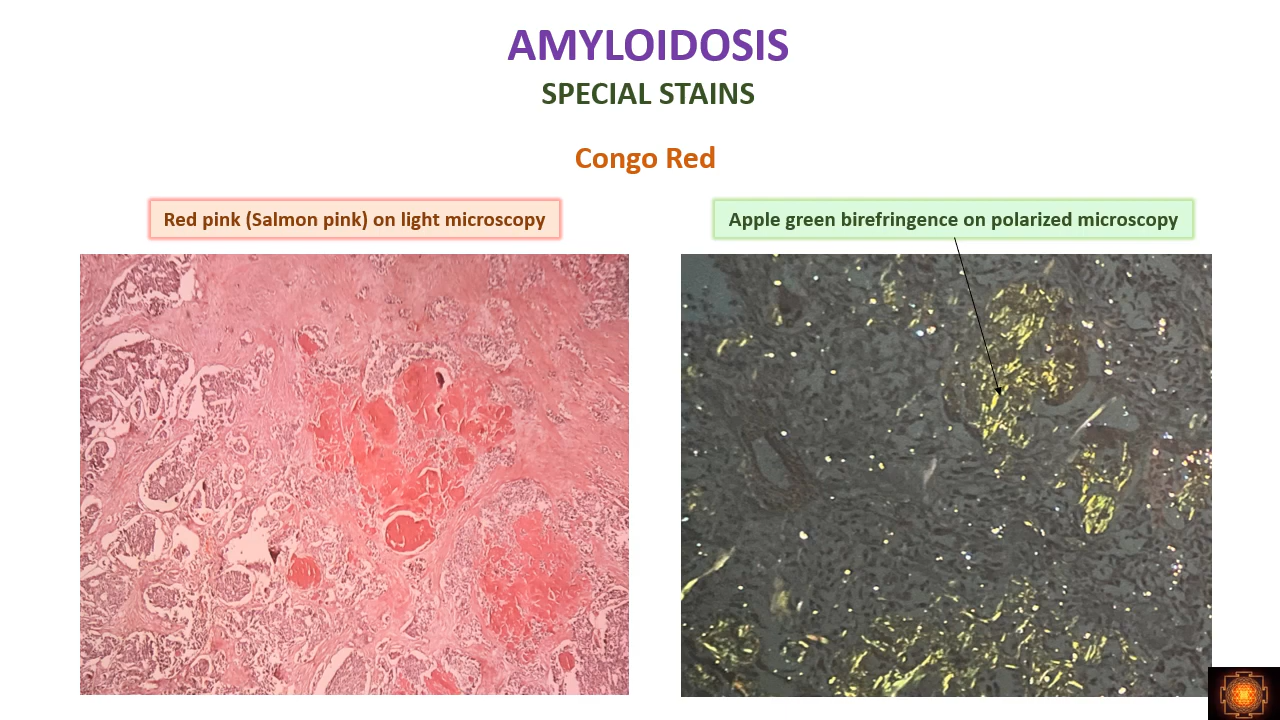 AMYLOIDOSIS
SPECIAL STAINS
Congo Red
Red pink (Salmon pink) on light microscopy
Apple green birefringence on polarized microscopy